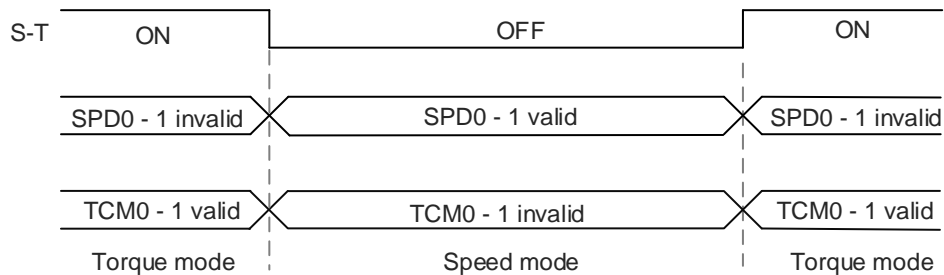 S-T ON OFF ON
SPD0 - 1 invalid SPD0 - 1 valid SPD0 - 1 invalid
TCM0 - 1 valid TCM0 - 1 invalid TCM0 - 1 valid
Torque mode Speed mode Torque mode